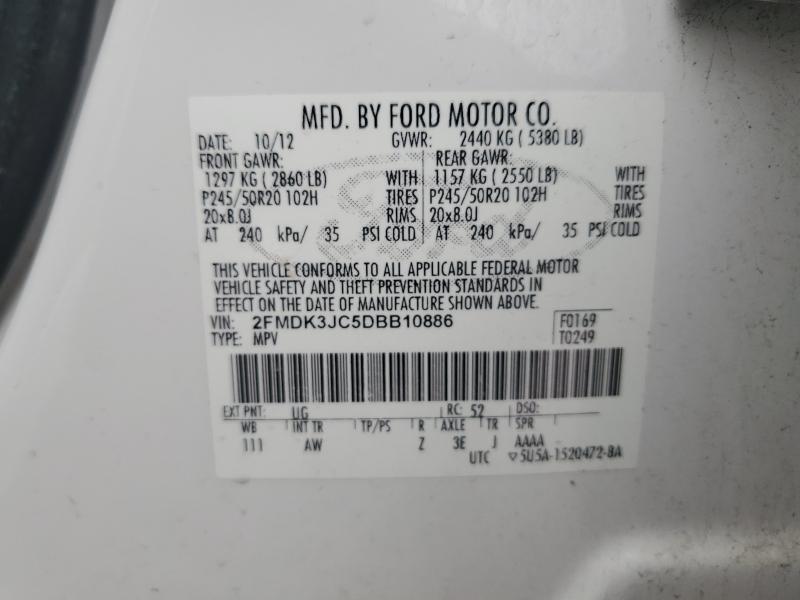 MFD. BY FORD MOTOR CO.
DATE: 10/12 GVWR: 2440 KG ( 5380 LB)
FRONT GAWR: REAR GAWR:
1297 KG ( 2860 LB) WITH 1157 KG ( 2550 LB) WITH
P245/50R20 102H TIRES P245/50R20 102H TIRES
20x8.0J RIMS 20x8.0J RIMS
AT 240 kPa/ 35 PSI COLD AT 240 kPa/ 35 PSI COLD
Ford
THIS VEHICLE CONFORMS TO ALL APPLICABLE FEDERAL MOTOR
VEHICLE SAFETY AND THEFT PREVENTION STANDARDS IN
EFFECT ON THE DATE OF MANUFACTURE SHOWN ABOVE.
VIN: 2FMDK3JC5DBB10886 F0169
TYPE: MPV T0249
EXT PNT: UG RC: 52 DSO:
WB INT TR TP/PS R AXLE TR SPR
111 AW Z 3E J AAAA
UTC ▽5U5A-1520472-BA